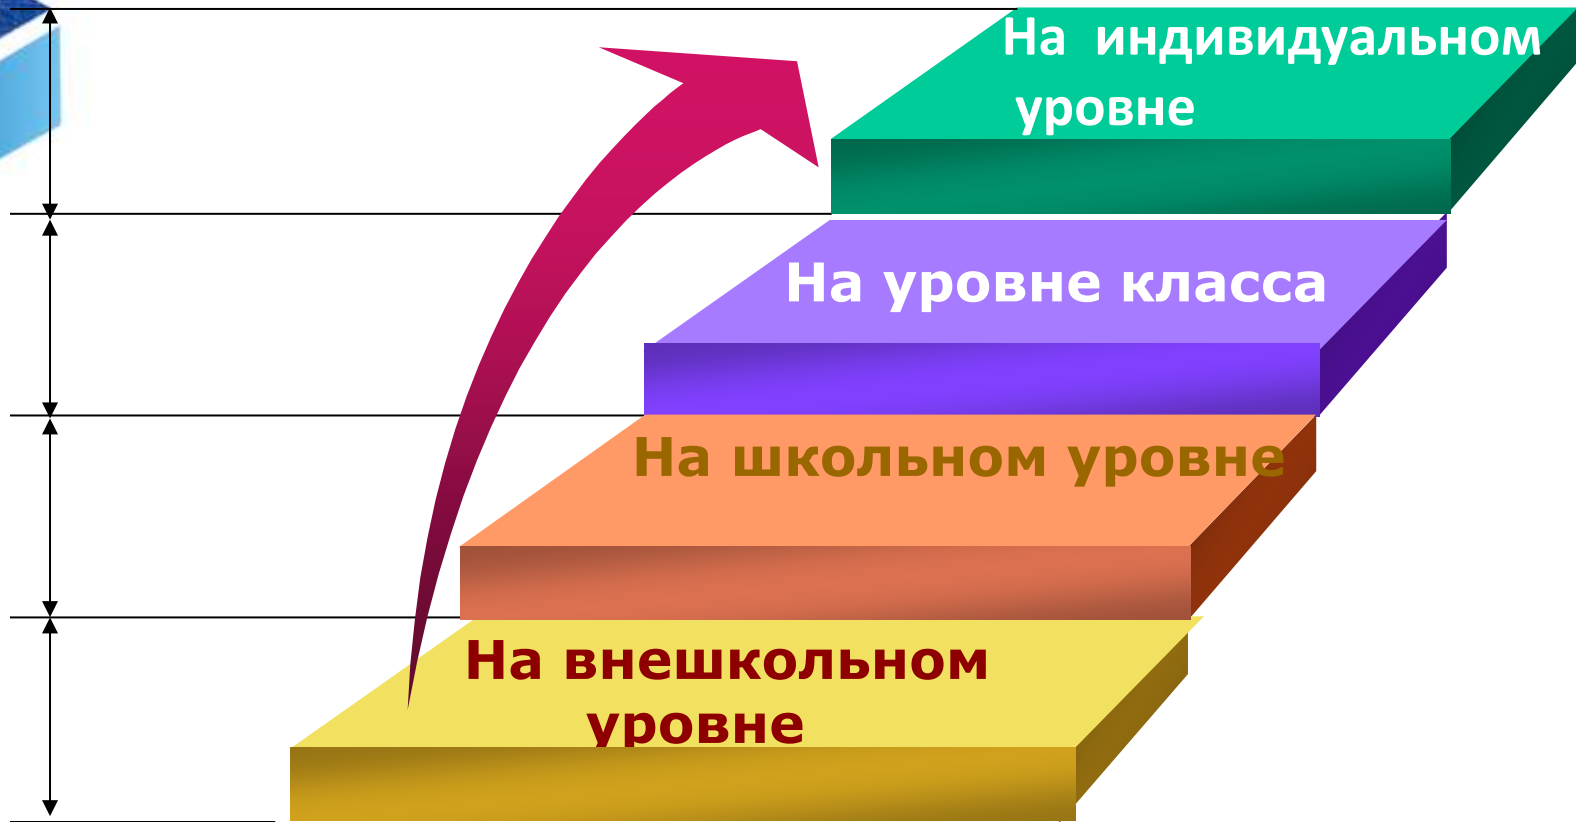 На индивидуальном
уровне
На уровне класса
На школьном уровне
На внешкольном
уровне